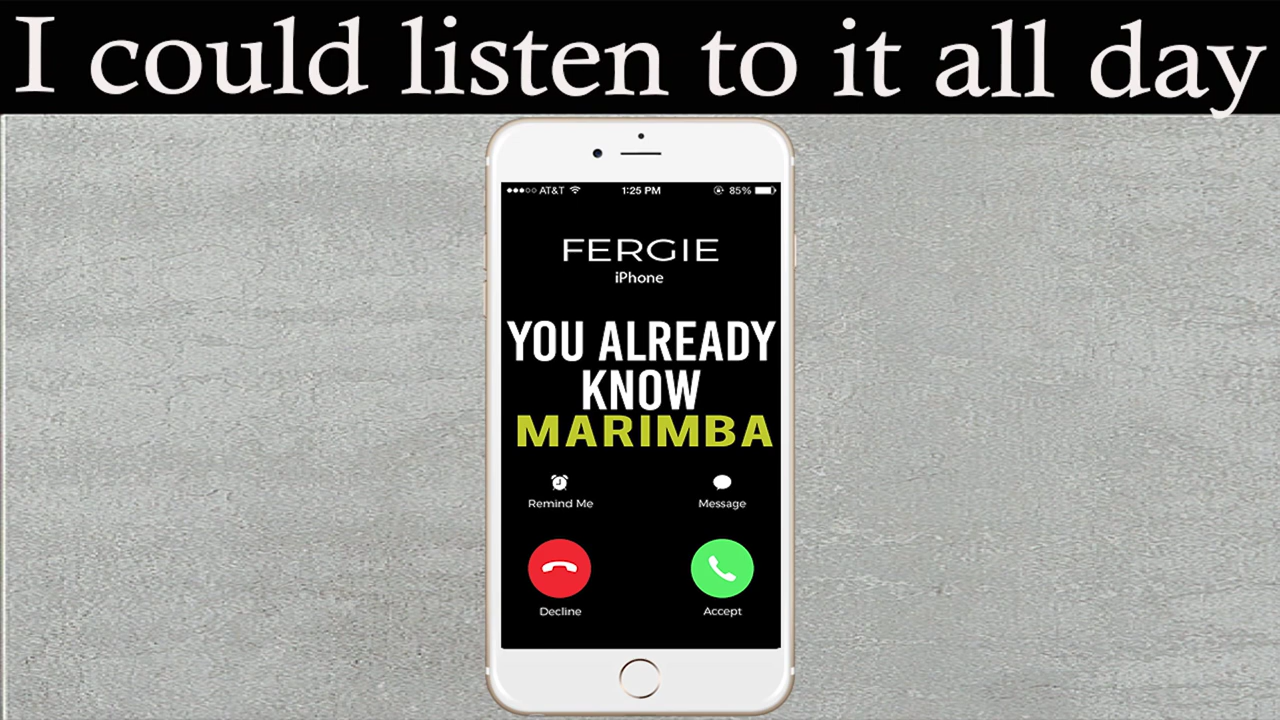 I could listen to it all day
●●●○○ AT&T 1:25 PM 85%
FERGIE
iPhone
YOU ALREADY
KNOW
MARIMBA
Remind Me Message
Decline Accept